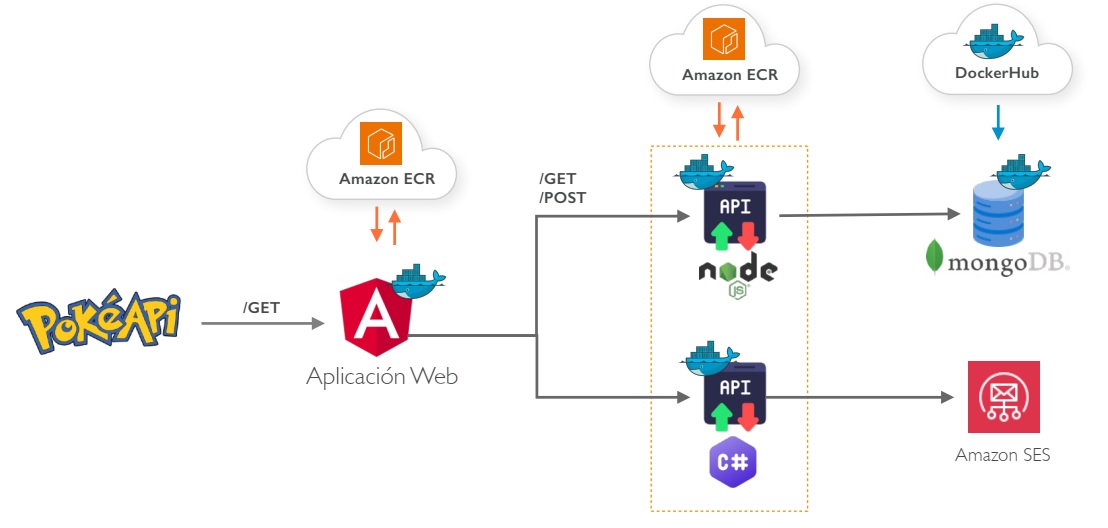 Amazon ECR
DockerHub
Amazon ECR
/GET
/POST
API
node
JS
mongoDB®
PokéApi
/GET
A
Aplicación Web
API
C#
Amazon SES